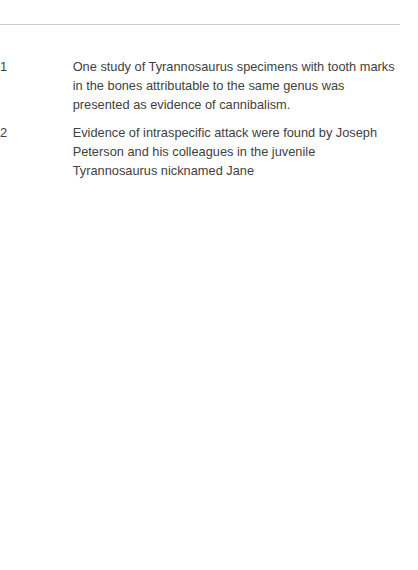 1 One study of Tyrannosaurus specimens with tooth marks
in the bones attributable to the same genus was
presented as evidence of cannibalism.
2 Evidence of intraspecific attack were found by Joseph
Peterson and his colleagues in the juvenile
Tyrannosaurus nicknamed Jane